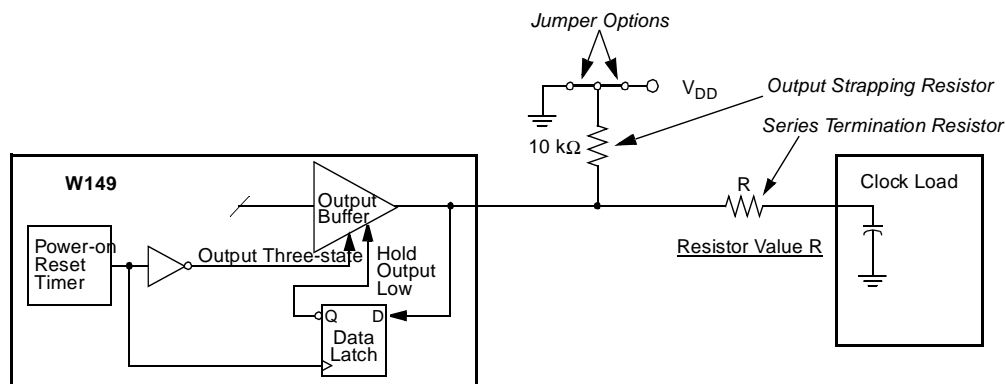 Jumper Options
V_DD
Output Strapping Resistor
Series Termination Resistor
10 kΩ
W149
Output
Buffer
R
Clock Load
Power-on
Reset
Timer
Output Three-state
Hold
Output
Low
Resistor Value R
Q
D
Data
Latch